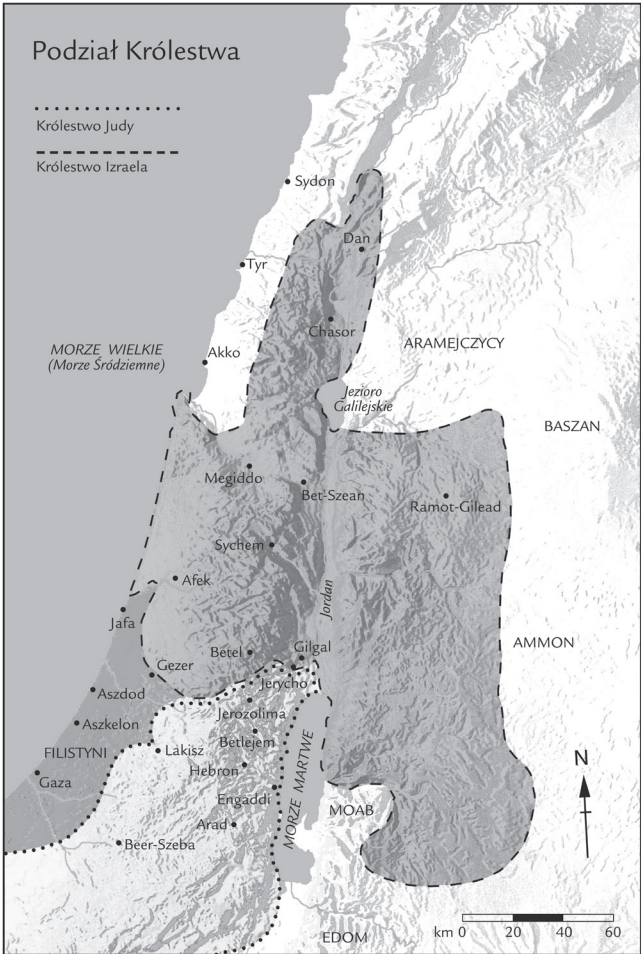 Podział Królestwa
Królestwo Judy
Królestwo Izraela
Sydon
Dan
Tyr
Chasor
MORZE WIELKIE
(Morze Śródziemne)
Akko
ARAMEJCZYCY
Jezioro
Galilejskie
BASZAN
Megiddo
Bet-Szean
Ramot-Gilead
Sychem
Afek
Jordan
Jafa
AMMON
Betel
Gilgal
Gezer
Jerycho
Aszdod
Jerozolima
Aszkelon
Betlejem
FILISTYNI
Lakisz
Hebron
MORZE MARTWE
Gaza
Engaddi
MOAB
Arad
Beer-Szeba
N
EDOM
km 0 20 40 60